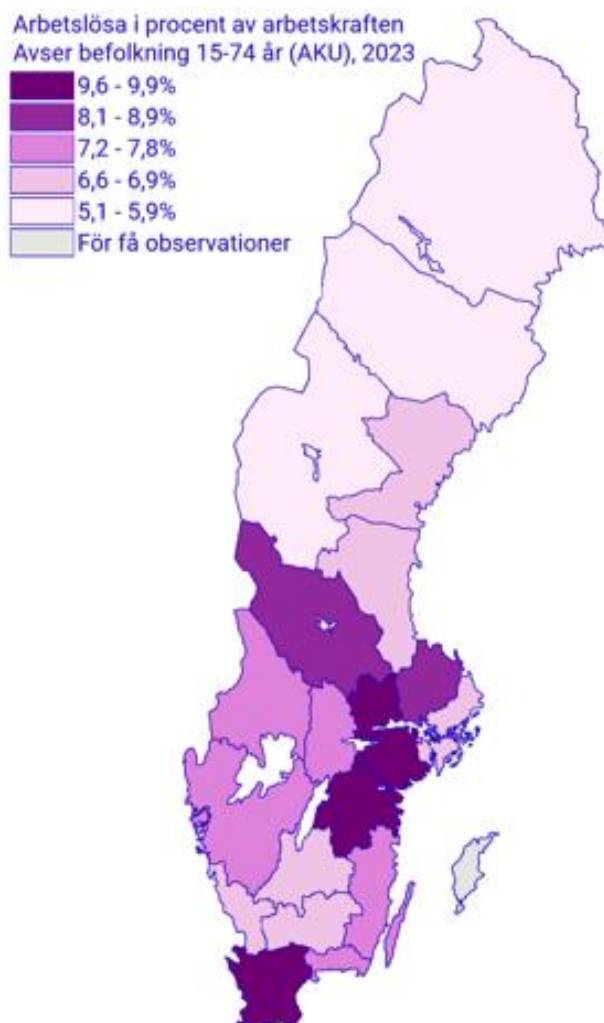 Arbetslösa i procent av arbetskraften
Avser befolkning 15-74 år (AKU), 2023
9,6 - 9,9%
8,1 - 8,9%
7,2 - 7,8%
6,6 - 6,9%
5,1 - 5,9%
För få observationer